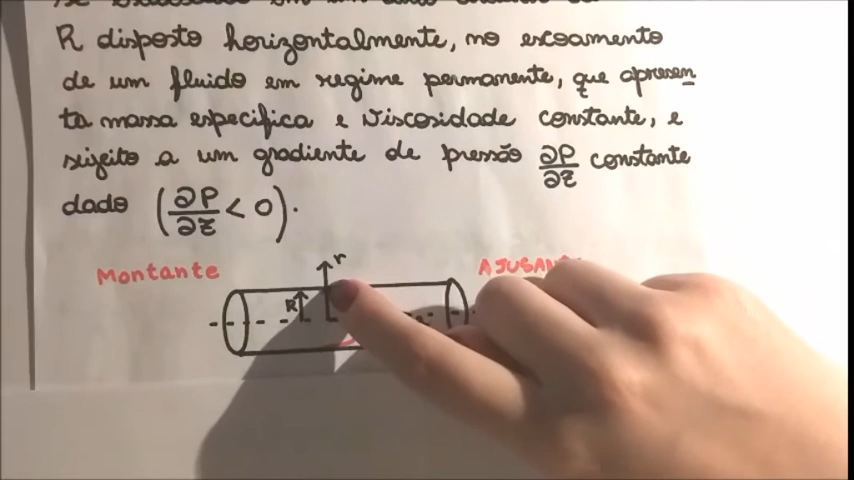 R disposto horizontalmente, no escoamento
de um fluido em regime permanente, que apresen
ta massa especifica e viscosidade constante, e
sujeito a um gradiente de pressão ∂P/∂z constante
dado (∂P/∂z < 0).
Montante
r
R